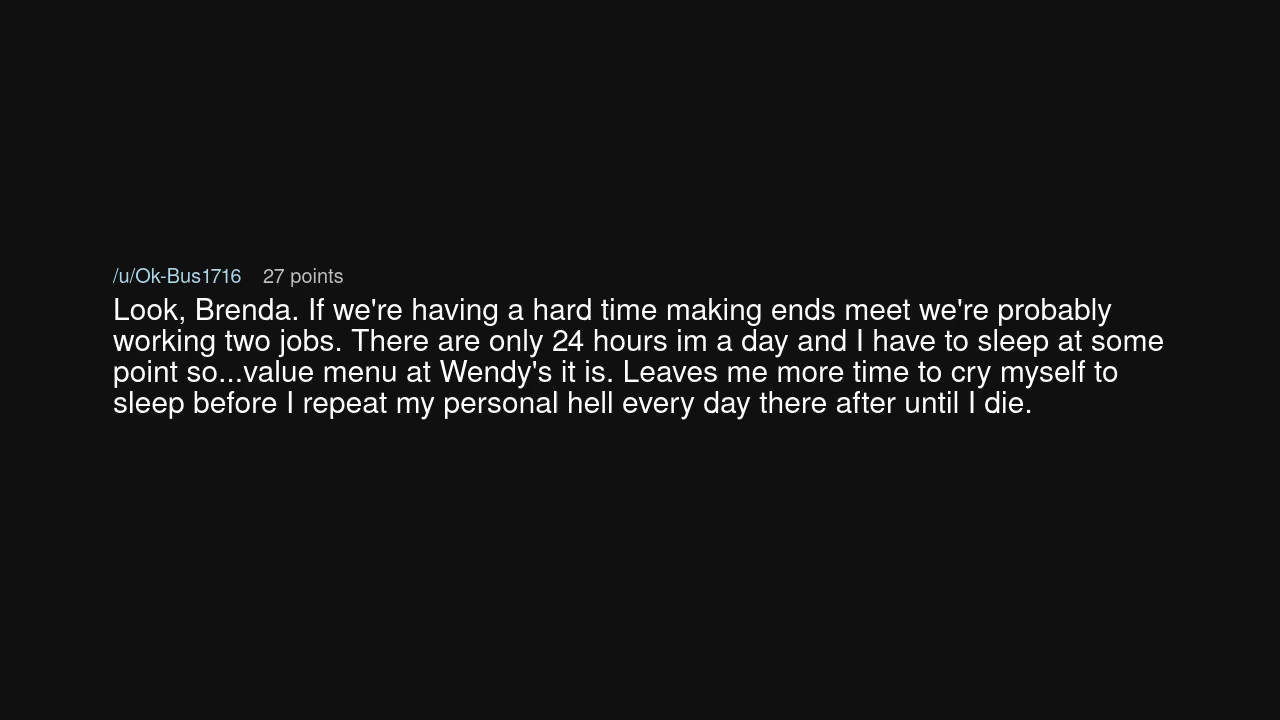 /u/Ok-Bus1716 27 points
Look, Brenda. If we're having a hard time making ends meet we're probably
working two jobs. There are only 24 hours im a day and I have to sleep at some
point so...value menu at Wendy's it is. Leaves me more time to cry myself to
sleep before I repeat my personal hell every day there after until I die.